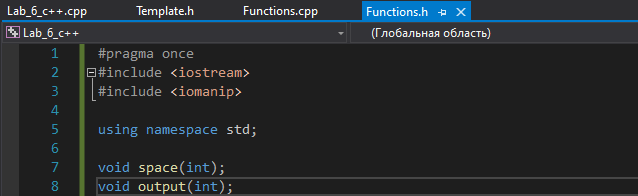 Lab_6_c++.cpp Template.h Functions.cpp Functions.h
Lab_6_c++ (Глобальная область)
1 #pragma once
2 #include <iostream>
3 #include <iomanip>
4
5 using namespace std;
6
7 void space(int);
8 void output(int);